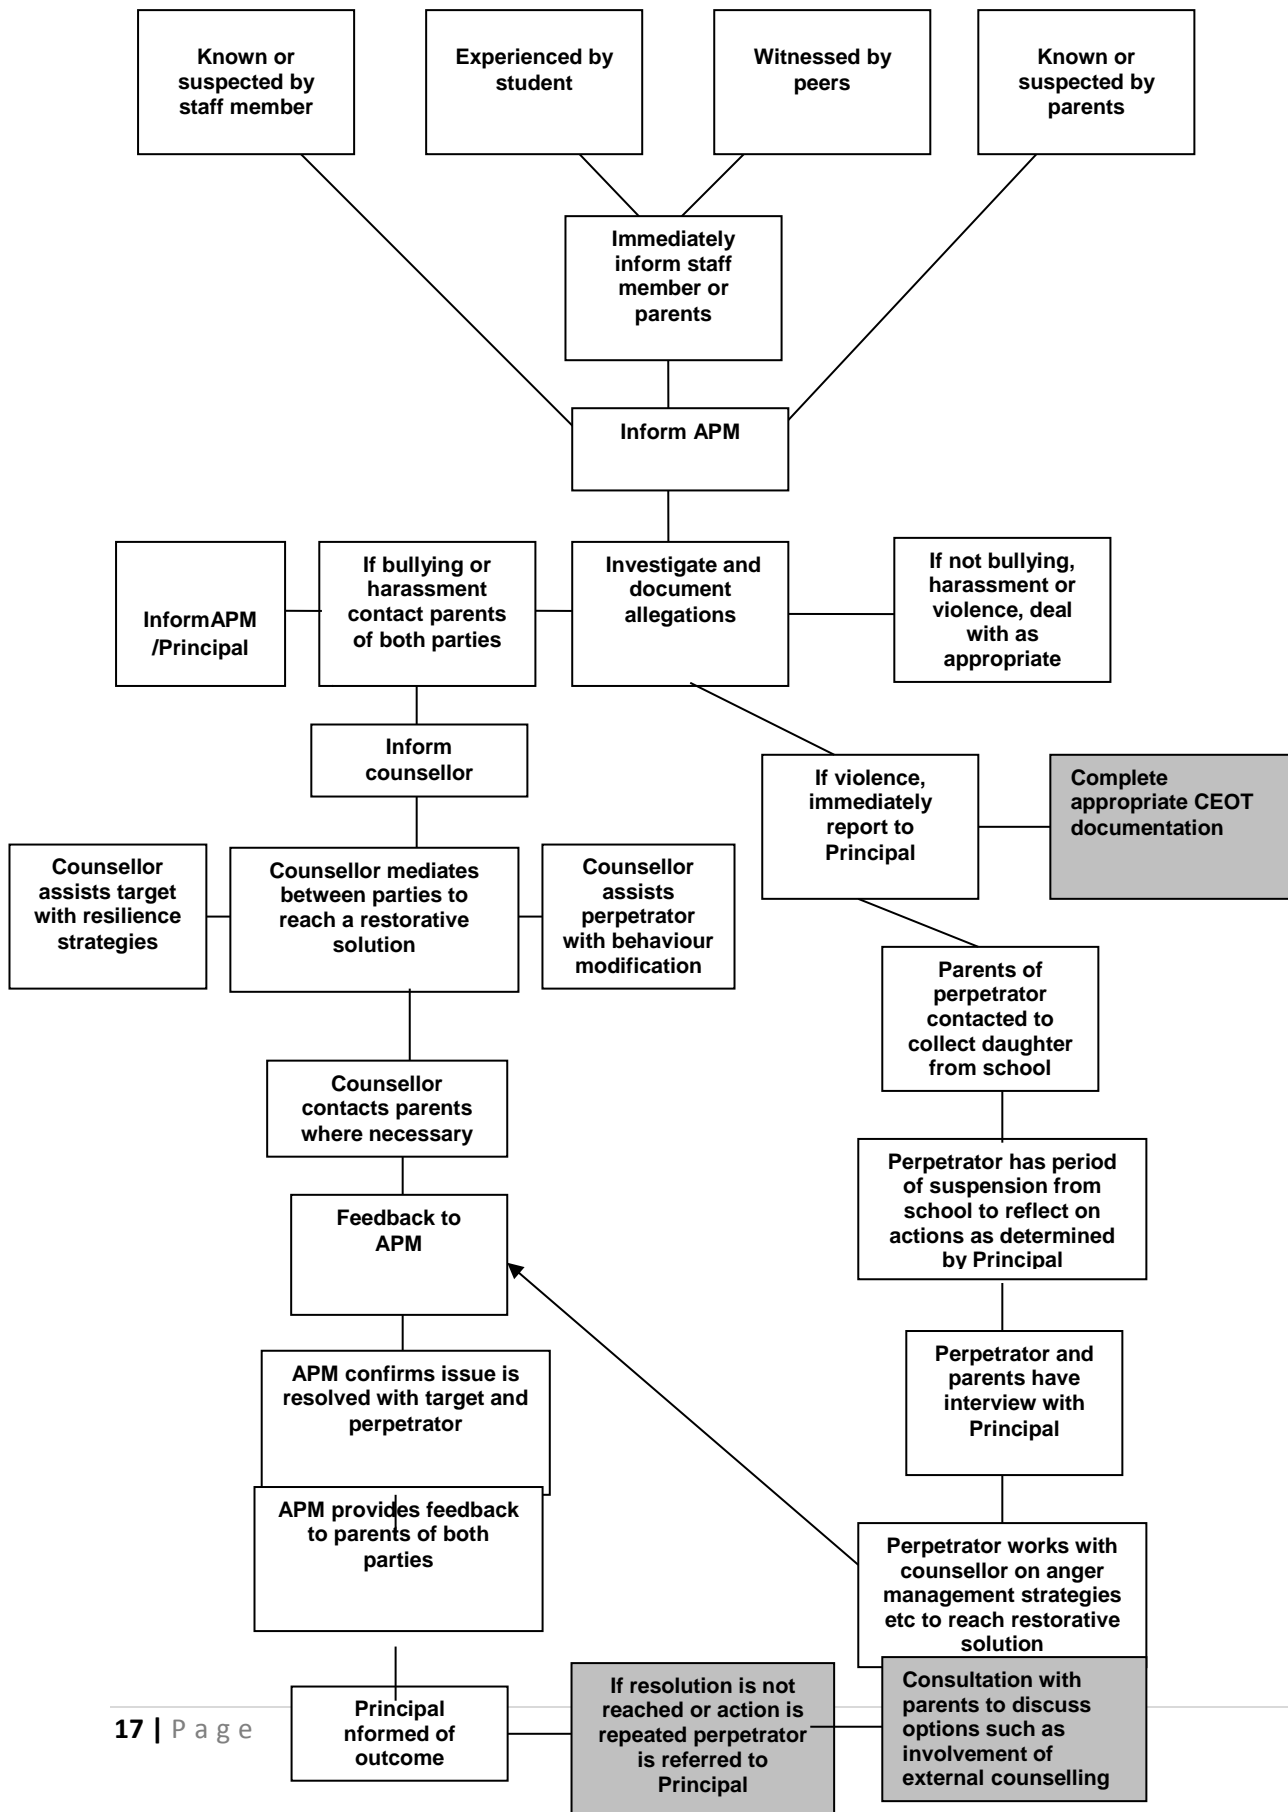 Known or
suspected by
staff member
Experienced by
student
Witnessed by
peers
Known or
suspected by
parents
Immediately
inform staff
member or
parents
Inform APM
InformAPM
/Principal
If bullying or
harassment
contact parents
of both parties
Investigate and
document
allegations
If not bullying,
harassment or
violence, deal
with as
appropriate
Inform
counsellor
If violence,
immediately
report to
Principal
Complete
appropriate CEOT
documentation
Counsellor
assists target
with resilience
strategies
Counsellor mediates
between parties to
reach a restorative
solution
Counsellor
assists
perpetrator
with behaviour
modification
Parents of
perpetrator
contacted to
collect daughter
from school
Counsellor
contacts parents
where necessary
Perpetrator has period
of suspension from
school to reflect on
actions as determined
by Principal
Feedback to
APM
Perpetrator and
parents have
interview with
Principal
APM confirms issue is
resolved with target and
perpetrator
APM provides feedback
to parents of both
parties
Perpetrator works with
counsellor on anger
management strategies
etc to reach restorative
solution
Principal
nformed of
outcome
If resolution is not
reached or action is
repeated perpetrator
is referred to
Principal
Consultation with
parents to discuss
options such as
involvement of
external counselling
17 | Page